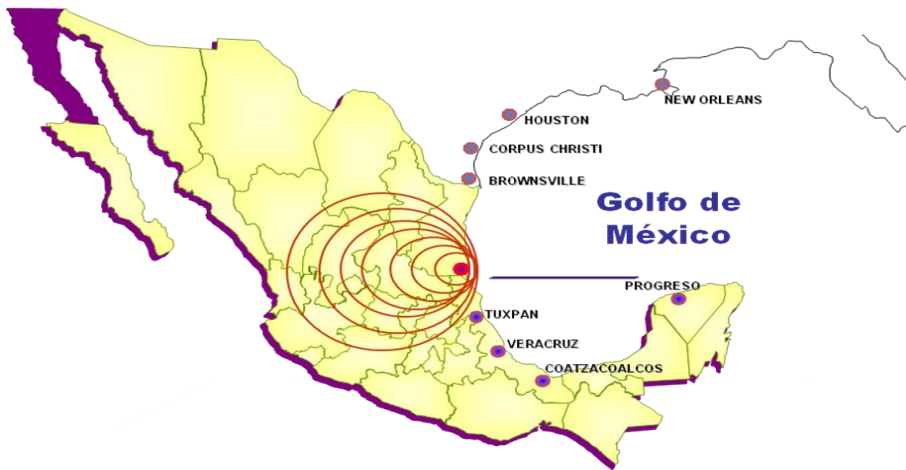 NEW ORLEANS
HOUSTON
CORPUS CHRISTI
BROWNSVILLE
Golfo de
México
PROGRESO
TUXPAN
VERACRUZ
COATZACOALCOS